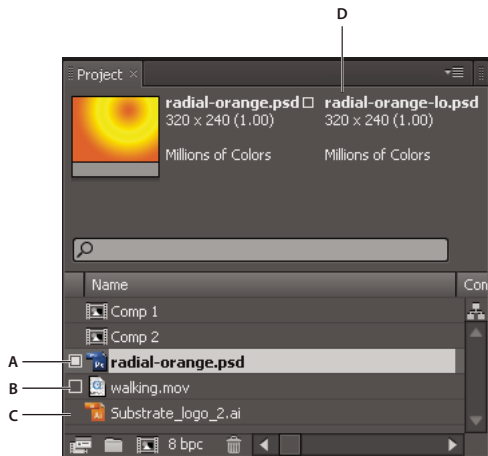 D
Project ×
radial-orange.psd radial-orange-lo.psd
320 x 240 (1.00) 320 x 240 (1.00)
Millions of Colors Millions of Colors
Name Con
Comp 1
Comp 2
A radial-orange.psd
B walking.mov
C Substrate_logo_2.ai
8 bpc